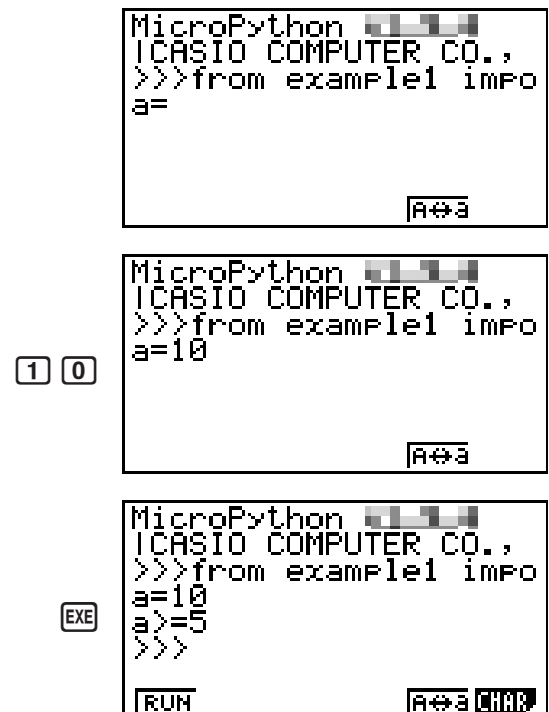 MicroPython
|CASIO COMPUTER CO.,
>>>from example1 impo
a=
A↔a
MicroPython
|CASIO COMPUTER CO.,
>>>from example1 impo
a=10
A↔a
1 0
MicroPython
|CASIO COMPUTER CO.,
>>>from example1 impo
a=10
a>=5
>>>
RUN A↔a CHAR
EXE